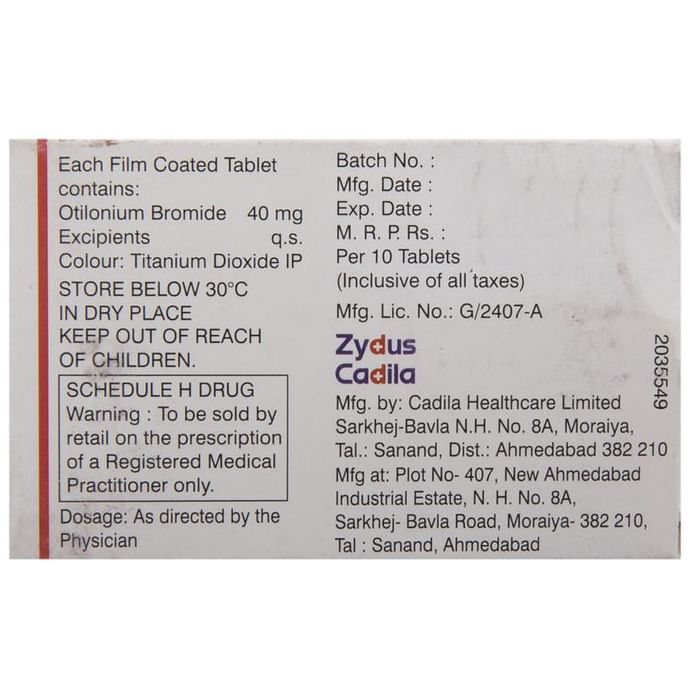 Each Film Coated Tablet
contains:
Otilonium Bromide 40 mg
Excipients q.s.
Colour: Titanium Dioxide IP
STORE BELOW 30°C
IN DRY PLACE
KEEP OUT OF REACH
OF CHILDREN.
SCHEDULE H DRUG
Warning : To be sold by
retail on the prescription
of a Registered Medical
Practitioner only.
Dosage: As directed by the
Physician
Batch No. :
Mfg. Date :
Exp. Date :
M. R. P. Rs. :
Per 10 Tablets
(Inclusive of all taxes)
Mfg. Lic. No.: G/2407-A
Zydus
Cadila
Mfg. by: Cadila Healthcare Limited
Sarkhej-Bavla N.H. No. 8A, Moraiya,
Tal.: Sanand, Dist.: Ahmedabad 382 210
Mfg at: Plot No- 407, New Ahmedabad
Industrial Estate, N. H. No. 8A,
Sarkhej- Bavla Road, Moraiya- 382 210,
Tal : Sanand, Ahmedabad
2035549